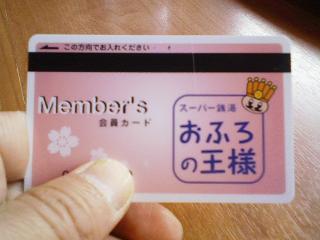 この方向でお入れください
Member's
会員カード
スーパー銭湯
おふろ
の王様